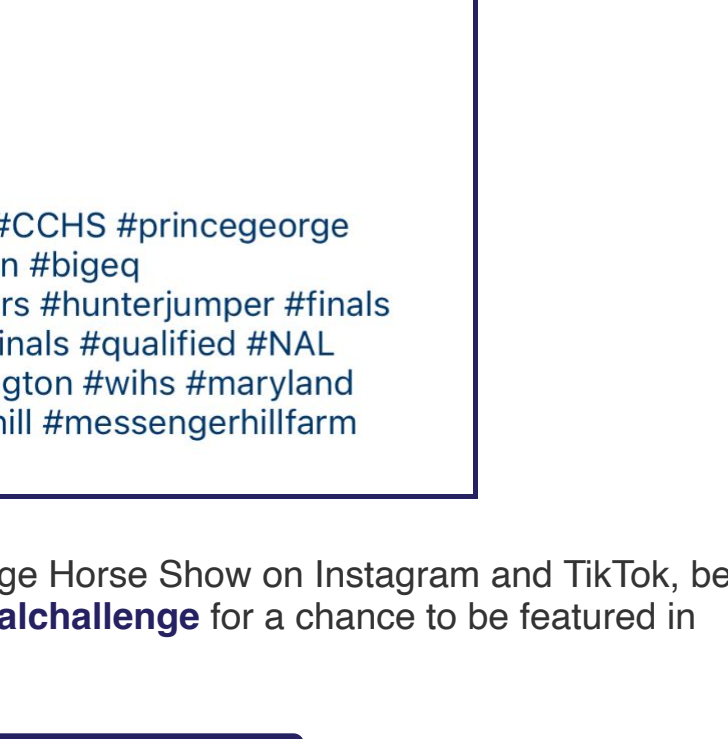 #CCHS #princegeorge
n #bigeq
rs #hunterjumper #finals
inals #qualified #NAL
gton #wihs #maryland
ill #messengerhillfarm
ge Horse Show on Instagram and TikTok, be
alchallenge for a chance to be featured in